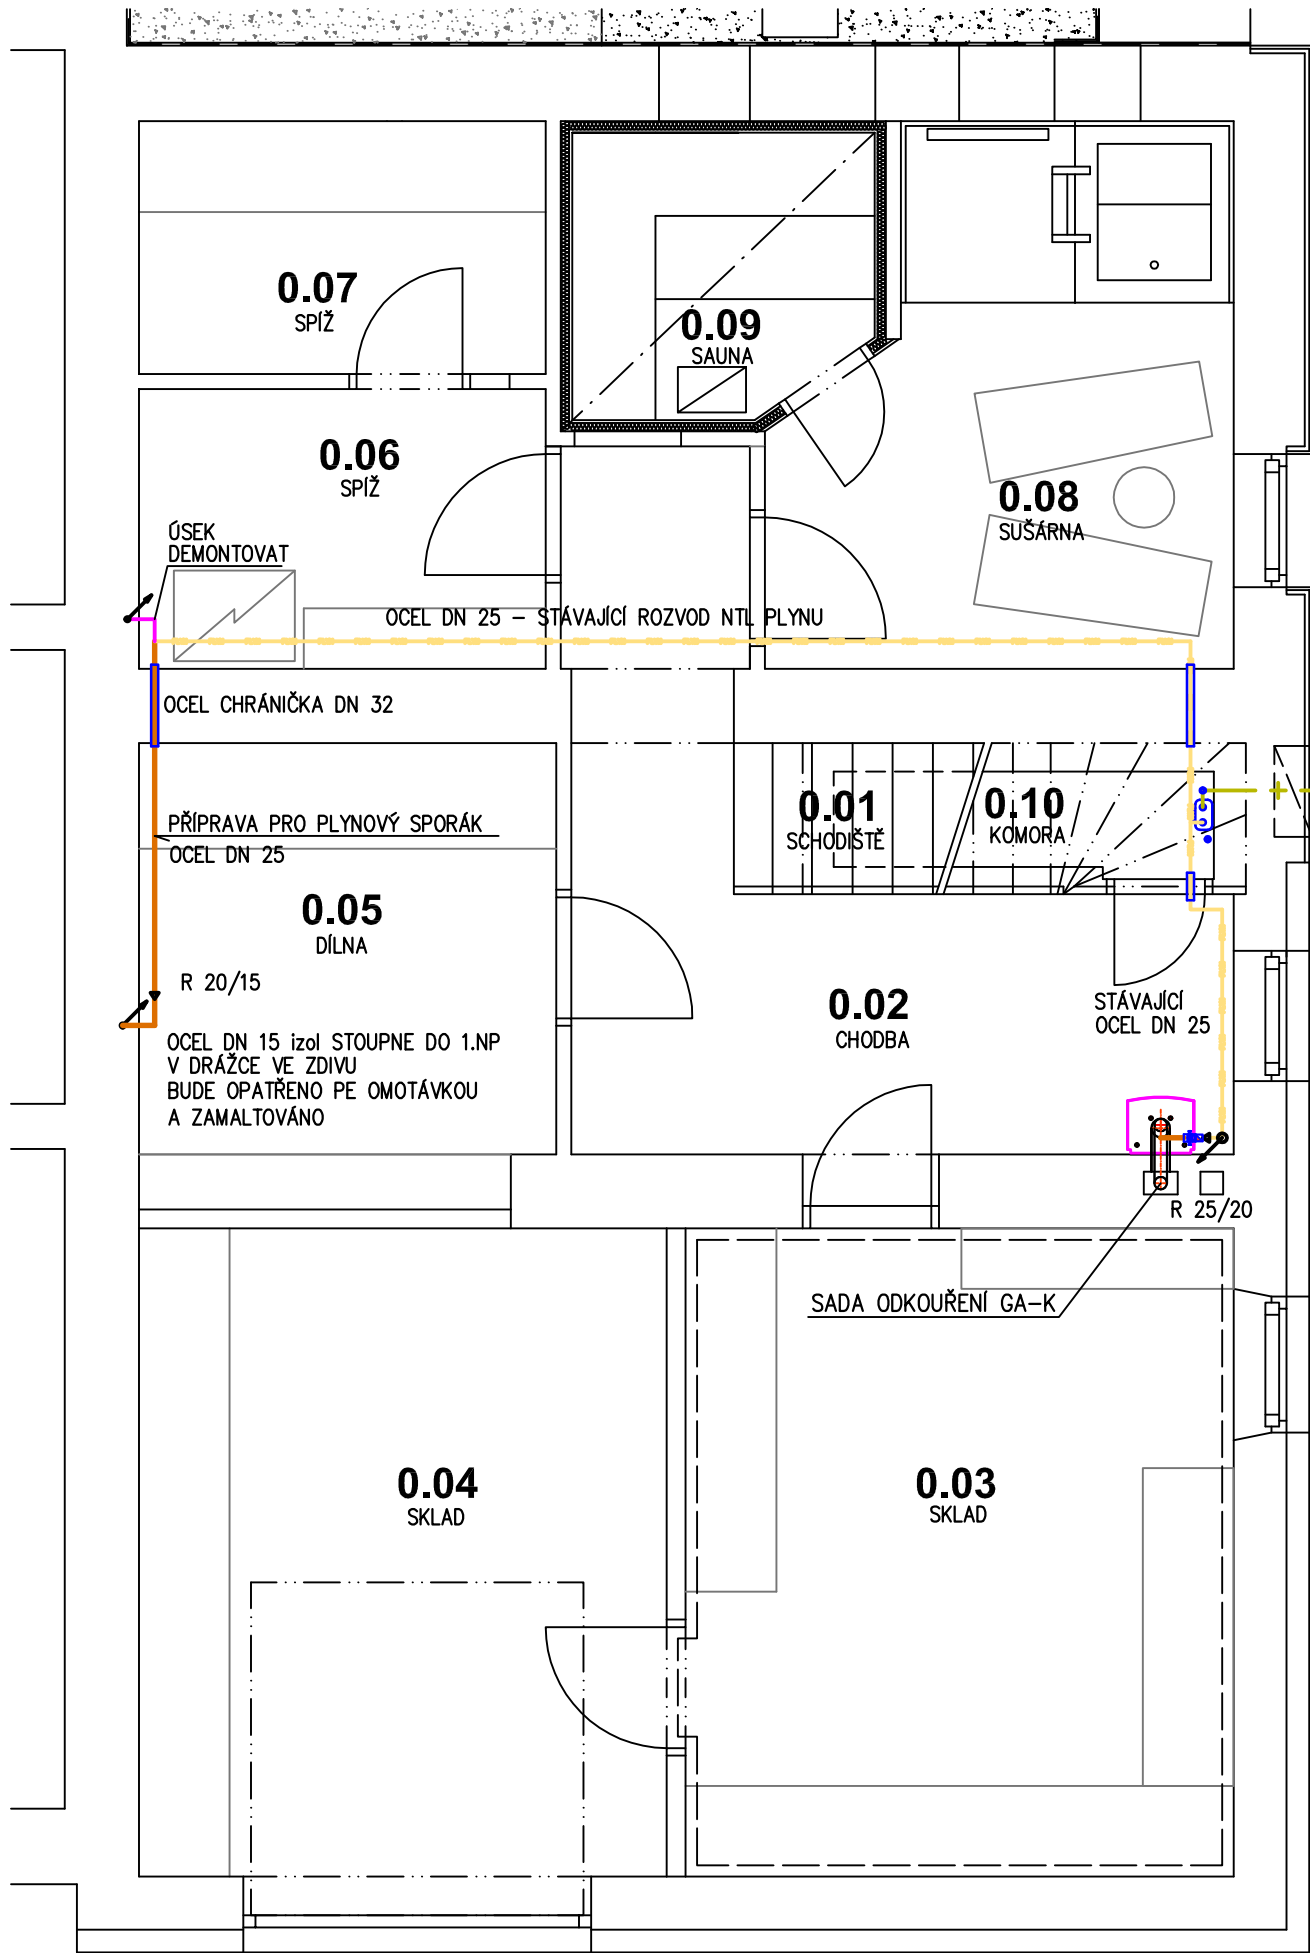 0.07
SPÍŽ
0.09
SAUNA
0.06
SPÍŽ
0.08
SUŠÁRNA
ÚSEK
DEMONTOVAT
OCEL DN 25 – STÁVAJÍCÍ ROZVOD NTL PLYNU
OCEL CHRÁNIČKA DN 32
0.01
SCHODIŠTĚ
0.10
KOMORA
PŘÍPRAVA PRO PLYNOVÝ SPORÁK
OCEL DN 25
0.05
DÍLNA
R 20/15
0.02
CHODBA
STÁVAJÍCÍ
OCEL DN 25
OCEL DN 15 izol STOUPNE DO 1.NP
V DRÁŽCE VE ZDIVU
BUDE OPATŘENO PE OMOTÁVKOU
A ZAMALTOVÁNO
R 25/20
SADA ODKOUŘENÍ GA–K
0.04
SKLAD
0.03
SKLAD